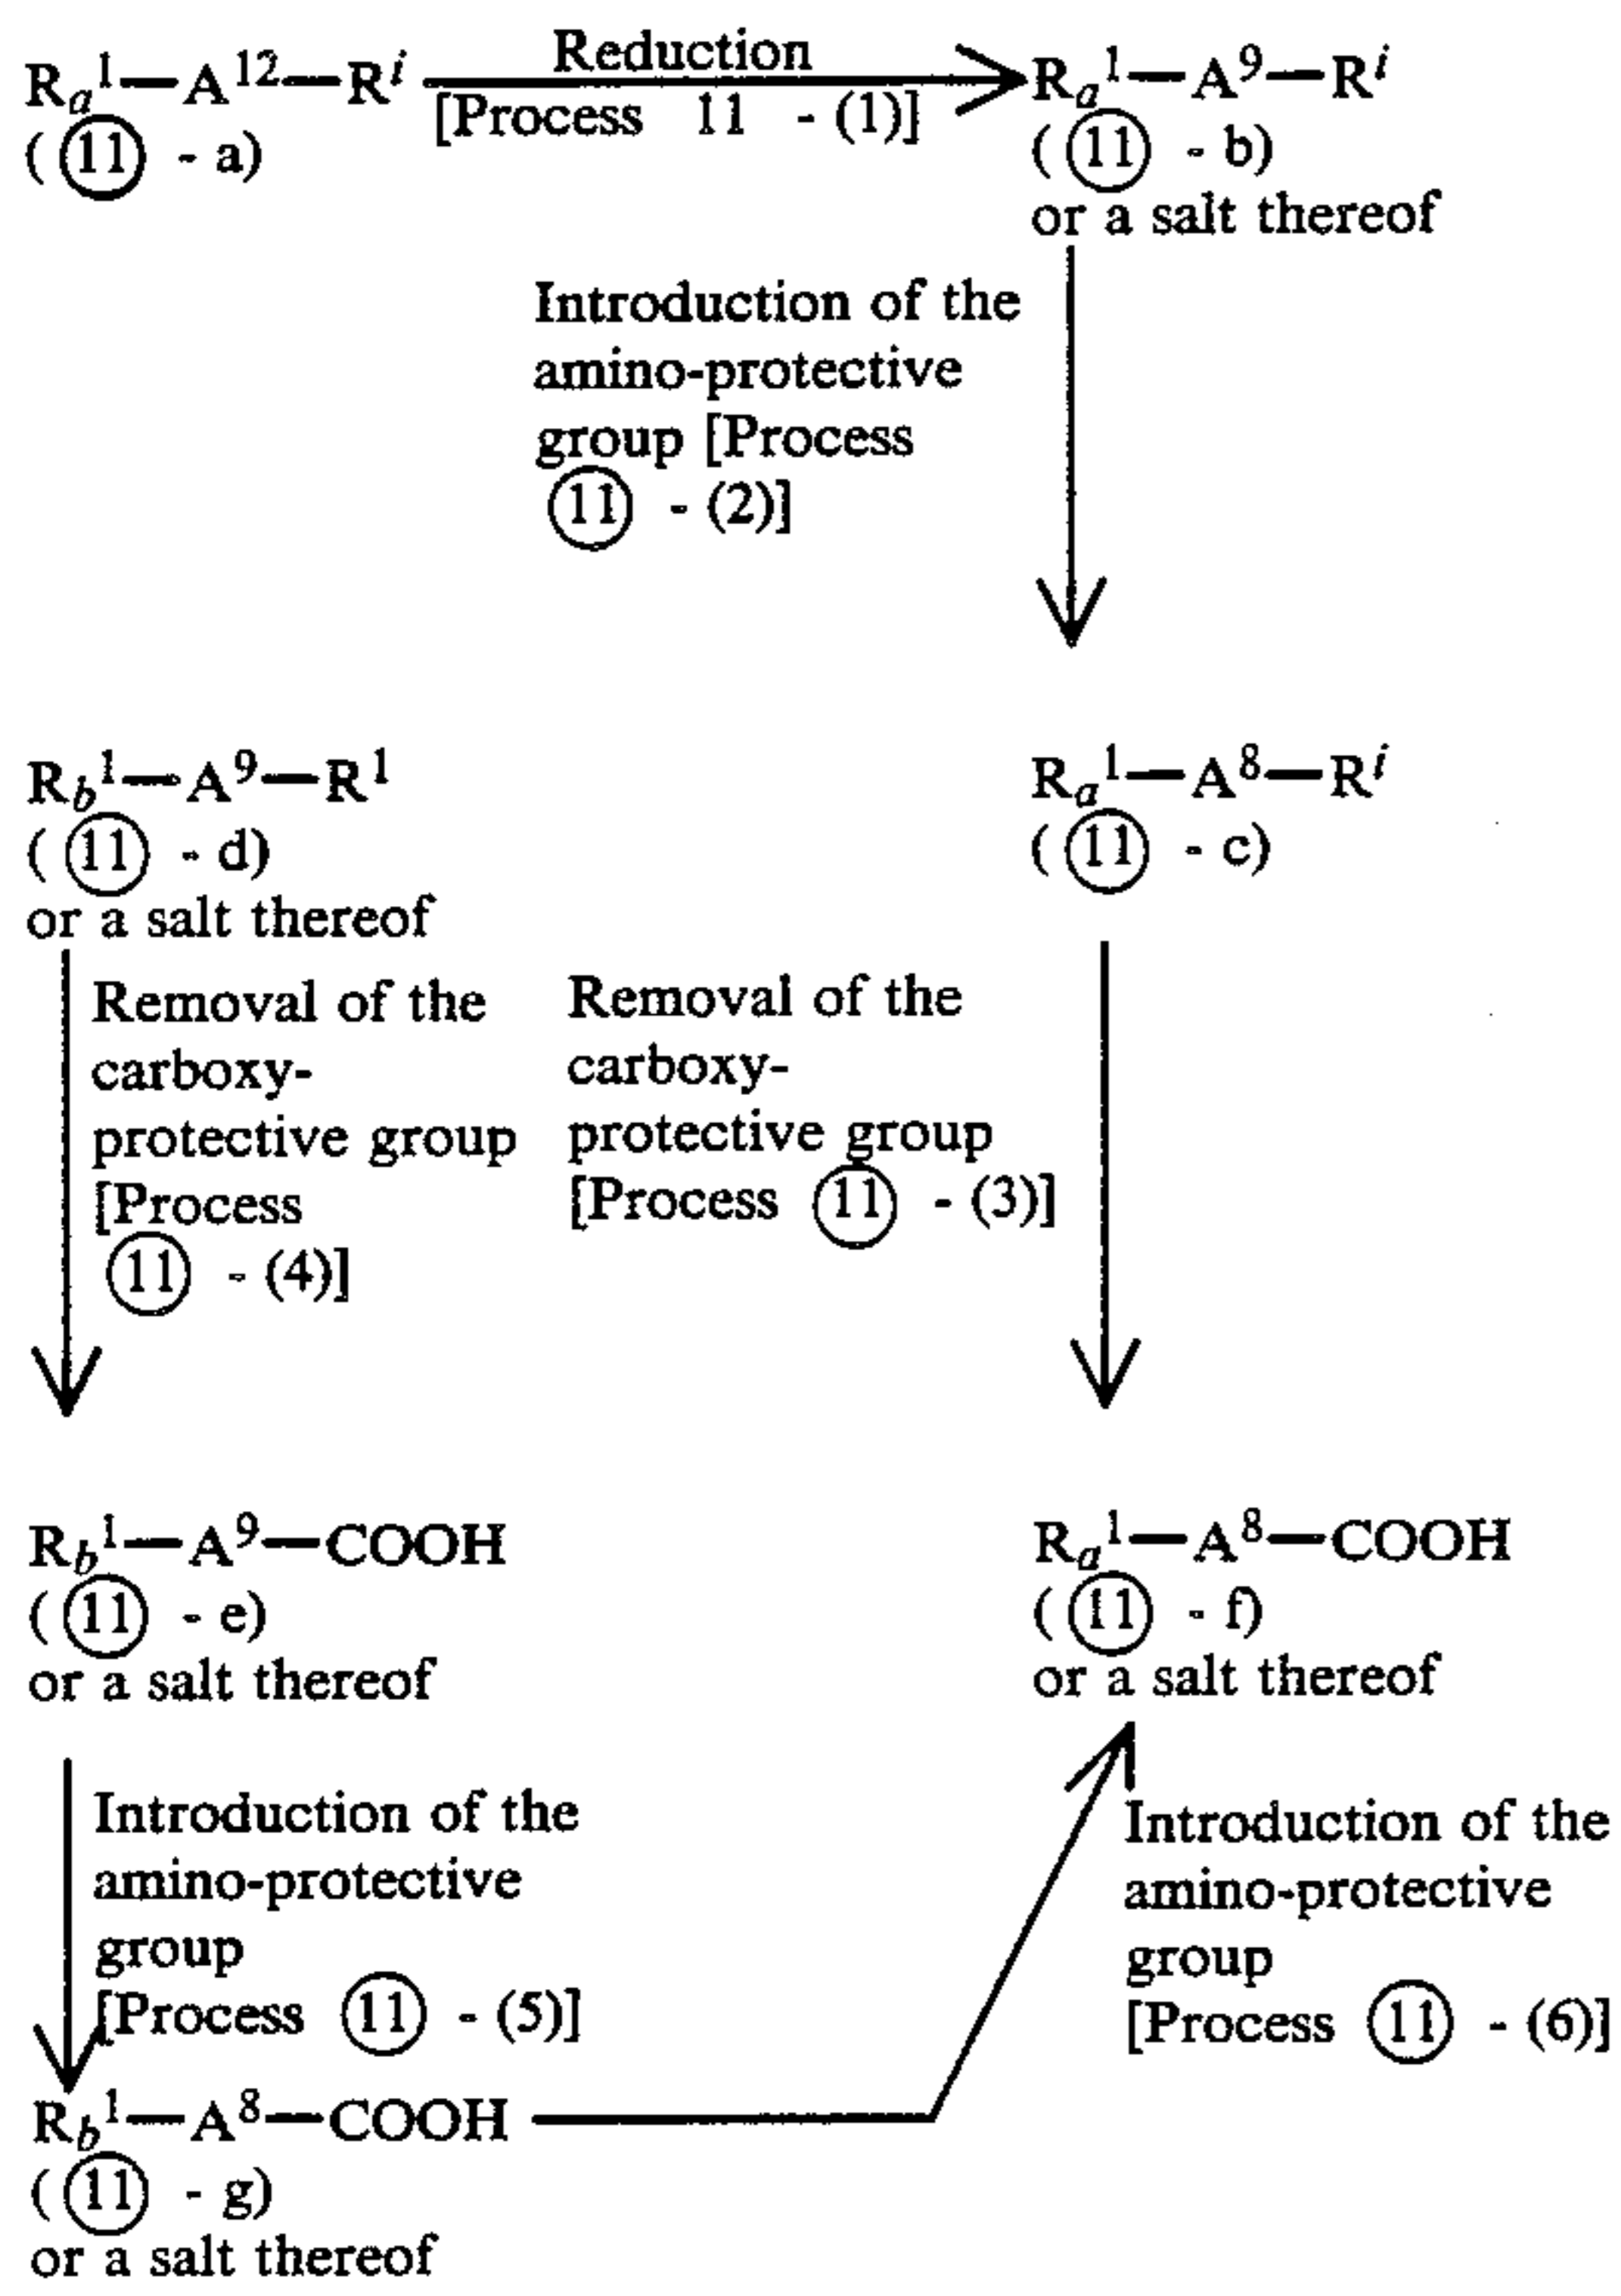 Rₐ¹—A¹²—Rⁱ Reduction [Process 11 - (1)] Rₐ¹—A⁹—Rⁱ
(⑪ - a) (⑪ - b)
or a salt thereof
Introduction of the
amino-protective
group [Process
⑪ - (2)]
R_b¹—A⁹—R¹ Rₐ¹—A⁸—Rⁱ
(⑪ - d) (⑪ - c)
or a salt thereof
Removal of the
carboxy-
protective group
[Process
⑪ - (4)]
Removal of the
carboxy-
protective group
[Process ⑪ - (3)]
R_b¹—A⁹—COOH Rₐ¹—A⁸—COOH
(⑪ - e) (⑪ - f)
or a salt thereof or a salt thereof
Introduction of the
amino-protective
group
[Process ⑪ - (5)]
Introduction of the
amino-protective
group
[Process ⑪ - (6)]
R_b¹—A⁸—COOH
(⑪ - g)
or a salt thereof